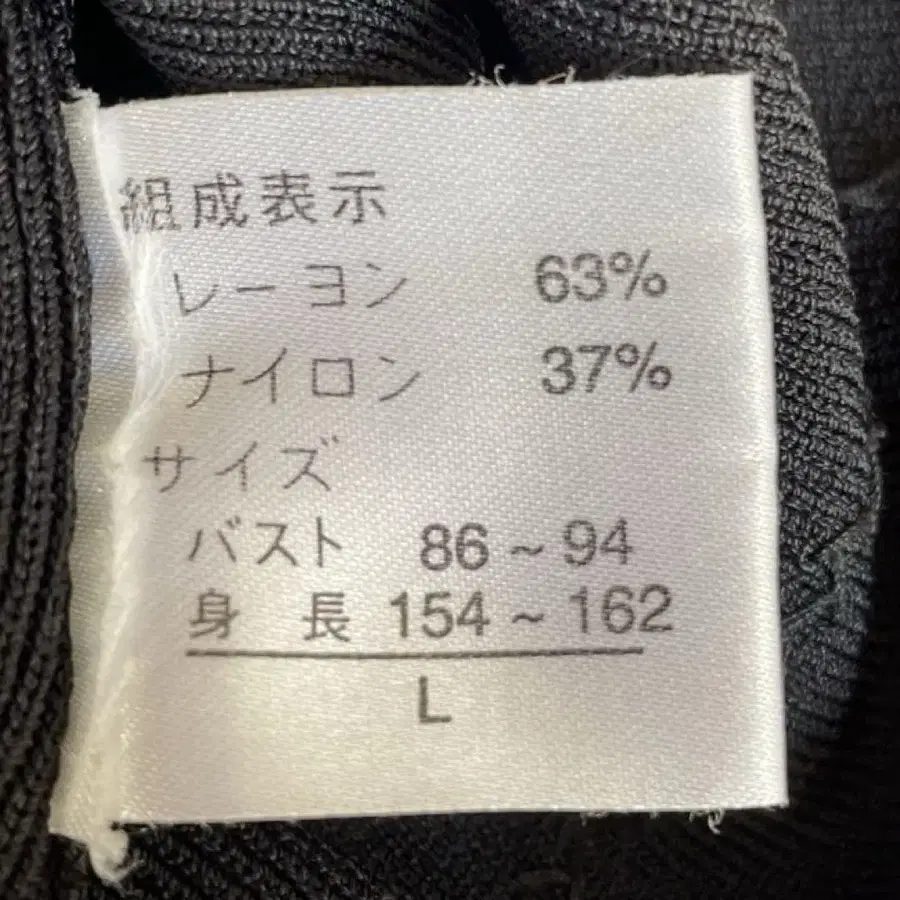 組成表示
レーヨン 63%
ナイロン 37%
サイズ
バスト 86~94
身 長 154~162
L